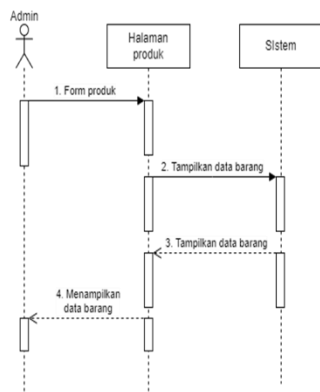 Admin
Halaman
produk
SIstem
1. Form produk
2. Tampilkan data barang
3. Tampilkan data barang
4. Menampilkan
data barang